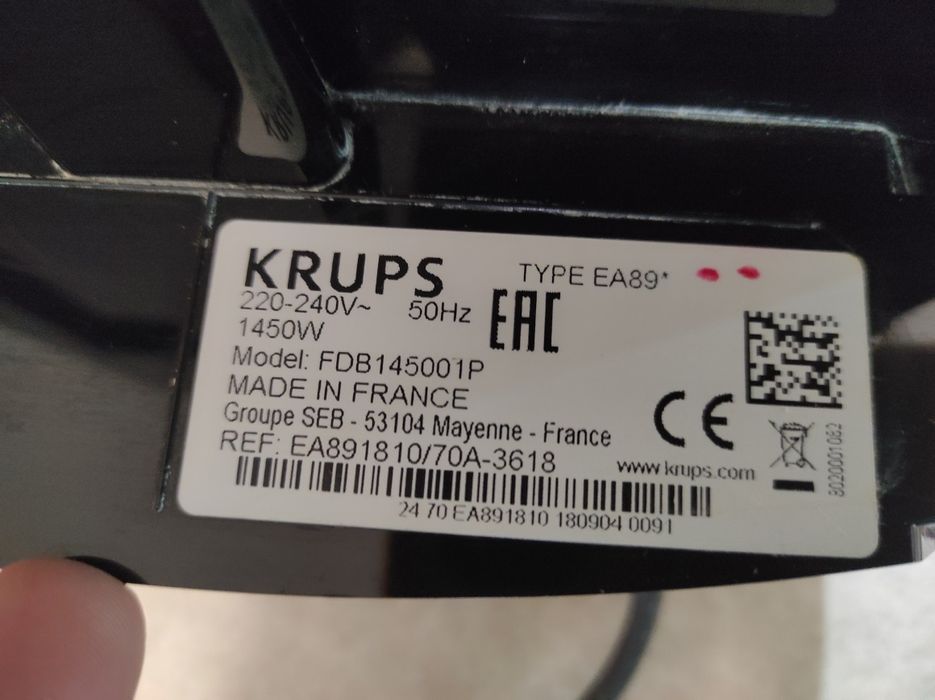 KRUPS TYPE EA89*
220-240V~ 50Hz EAC
1450W
Model: FDB145001P
MADE IN FRANCE
Groupe SEB - 53104 Mayenne - France CE
REF: EA891810/70A-3618 www.krups.com
24 70 EA891810 180904 0091
8020001082